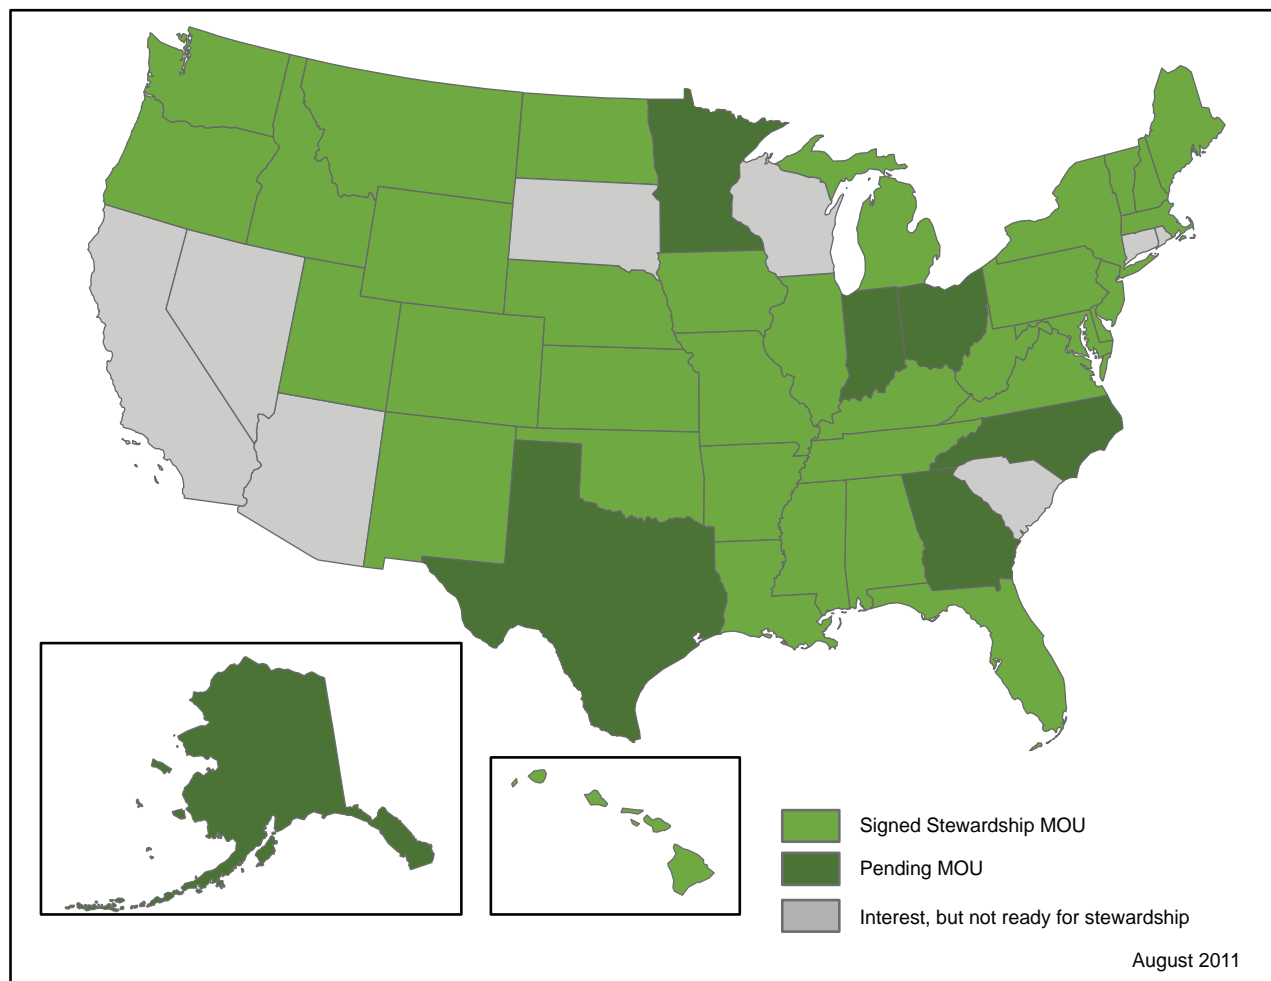 Signed Stewardship MOU
Pending MOU
Interest, but not ready for stewardship
August 2011